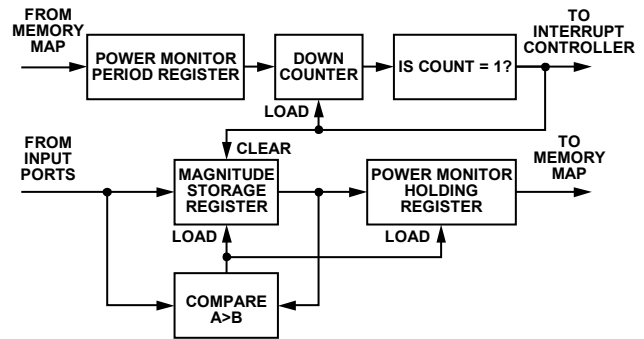 FROM
MEMORY
MAP
POWER MONITOR
PERIOD REGISTER
DOWN
COUNTER
IS COUNT = 1?
TO
INTERRUPT
CONTROLLER
LOAD
CLEAR
FROM
INPUT
PORTS
MAGNITUDE
STORAGE
REGISTER
POWER MONITOR
HOLDING
REGISTER
TO
MEMORY
MAP
LOAD
LOAD
COMPARE
A>B